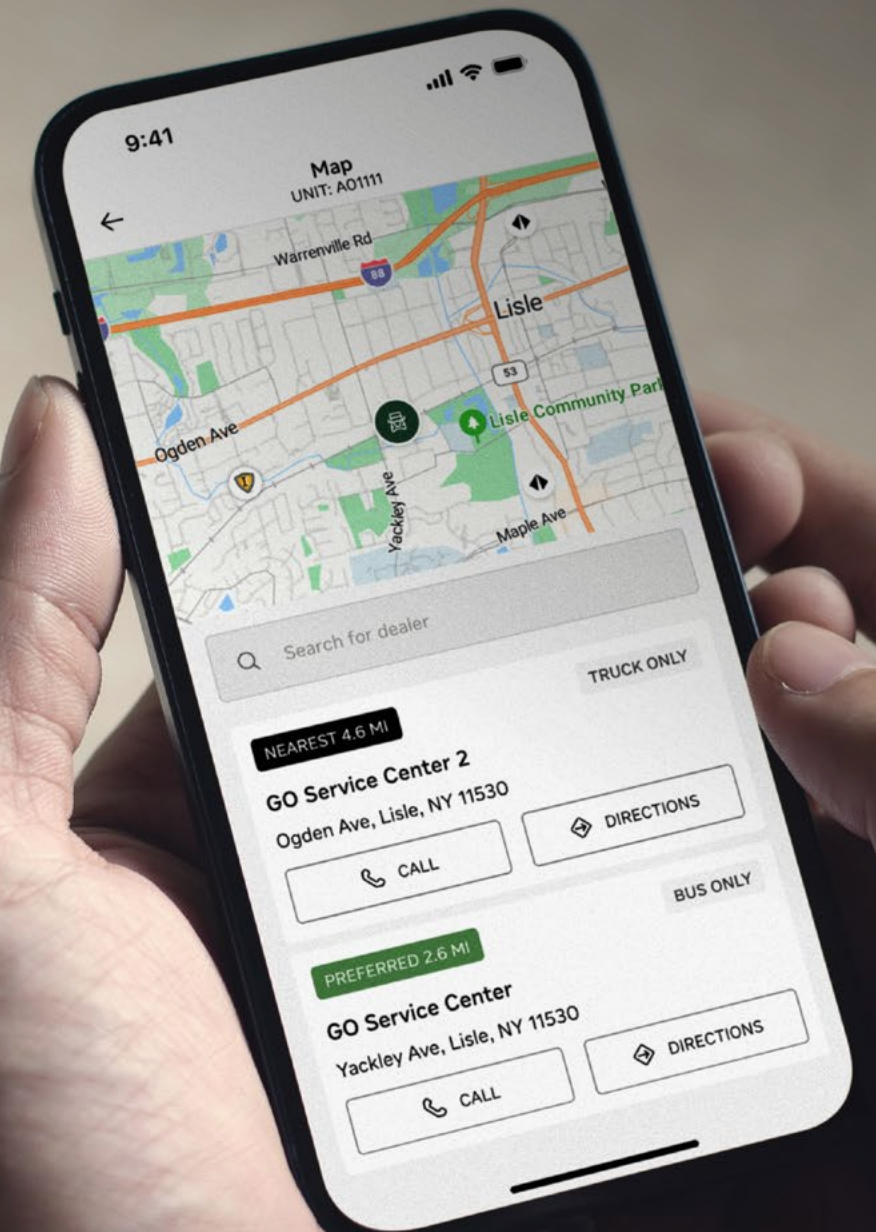 9:41
Map
UNIT: A01111
Warrenville Rd
88
Lisle
53
Lisle Community Park
Ogden Ave
Yackley Ave
Maple Ave
Search for dealer
TRUCK ONLY
NEAREST 4.6 MI
GO Service Center 2
Ogden Ave, Lisle, NY 11530
CALL
DIRECTIONS
BUS ONLY
PREFERRED 2.6 MI
GO Service Center
Yackley Ave, Lisle, NY 11530
CALL
DIRECTIONS